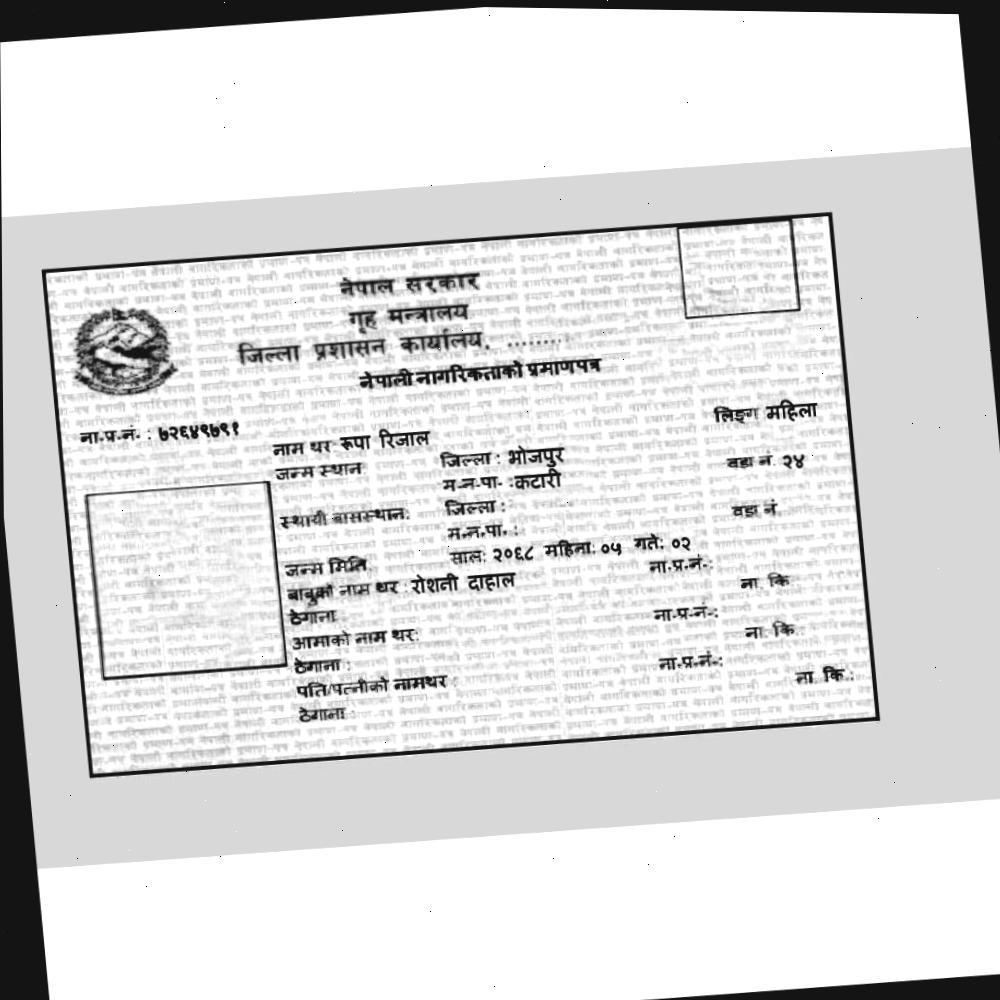 नेपाल सरकार
गृह मन्त्रालय
जिल्ला प्रशासन कार्यालय, ........
नेपाली नागरिकताको प्रमाणपत्र
लिङ्ग महिला
ना.प्र.नं. : ७२६४९७९१
नाम थर रूपा रिजाल
जन्म स्थान जिल्ला : भोजपुर
म.न.पा. :कटारी वडा नं. २४
स्थायी बासस्थान: जिल्ला :
म.न.पा. : वडा नं.
जन्म मिति साल: २०६८ महिना: ०५ गते: ०२
बाबुको नाम थर : रोशनी दाहाल ना.प्र.नं.:
ठेगाना ना. कि
आमाको नाम थर: ना.प्र.नं.:
ठेगाना : ना. कि.:
पति/पत्नीको नामथर : ना.प्र.नं.:
ठेगाना : ना. कि.: